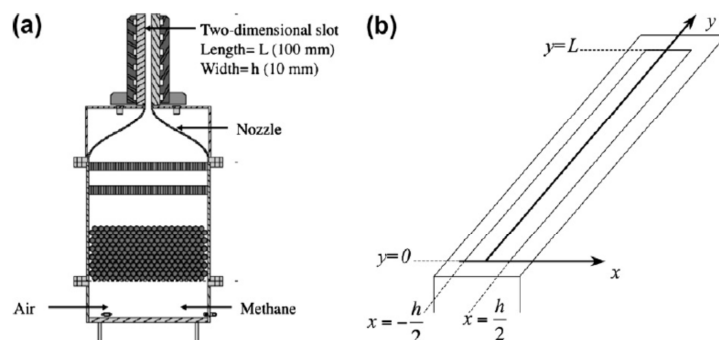 (a)
Two-dimensional slot
Length= L (100 mm)
Width= h (10 mm)
Nozzle
Air
Methane
(b)
y
y=L
y=0
x
x = -h/2
x = h/2